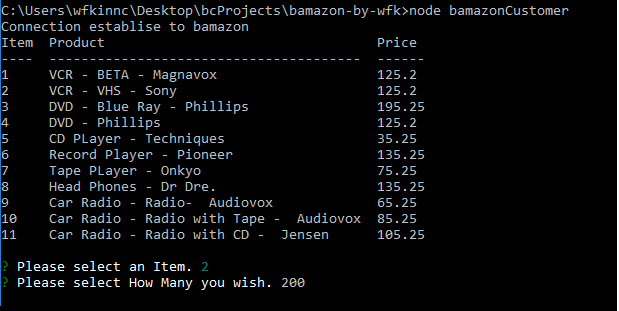 C:\Users\wfkinnc\Desktop\bcProjects\bamazon-by-wfk>node bamazonCustomer
Connection establise to bamazon
Item  Product                                  Price
----  ---------------------------------------  ------
1     VCR - BETA - Magnavox                    125.2
2     VCR - VHS - Sony                         125.2
3     DVD - Blue Ray - Phillips                195.25
4     DVD - Phillips                           125.2
5     CD PLayer - Techniques                   35.25
6     Record Player - Pioneer                  135.25
7     Tape PLayer - Onkyo                      75.25
8     Head Phones - Dr Dre.                    135.25
9     Car Radio - Radio-  Audiovox             65.25
10    Car Radio - Radio with Tape -  Audiovox  85.25
11    Car Radio - Radio with CD -  Jensen      105.25
? Please select an Item. 2
? Please select How Many you wish. 200